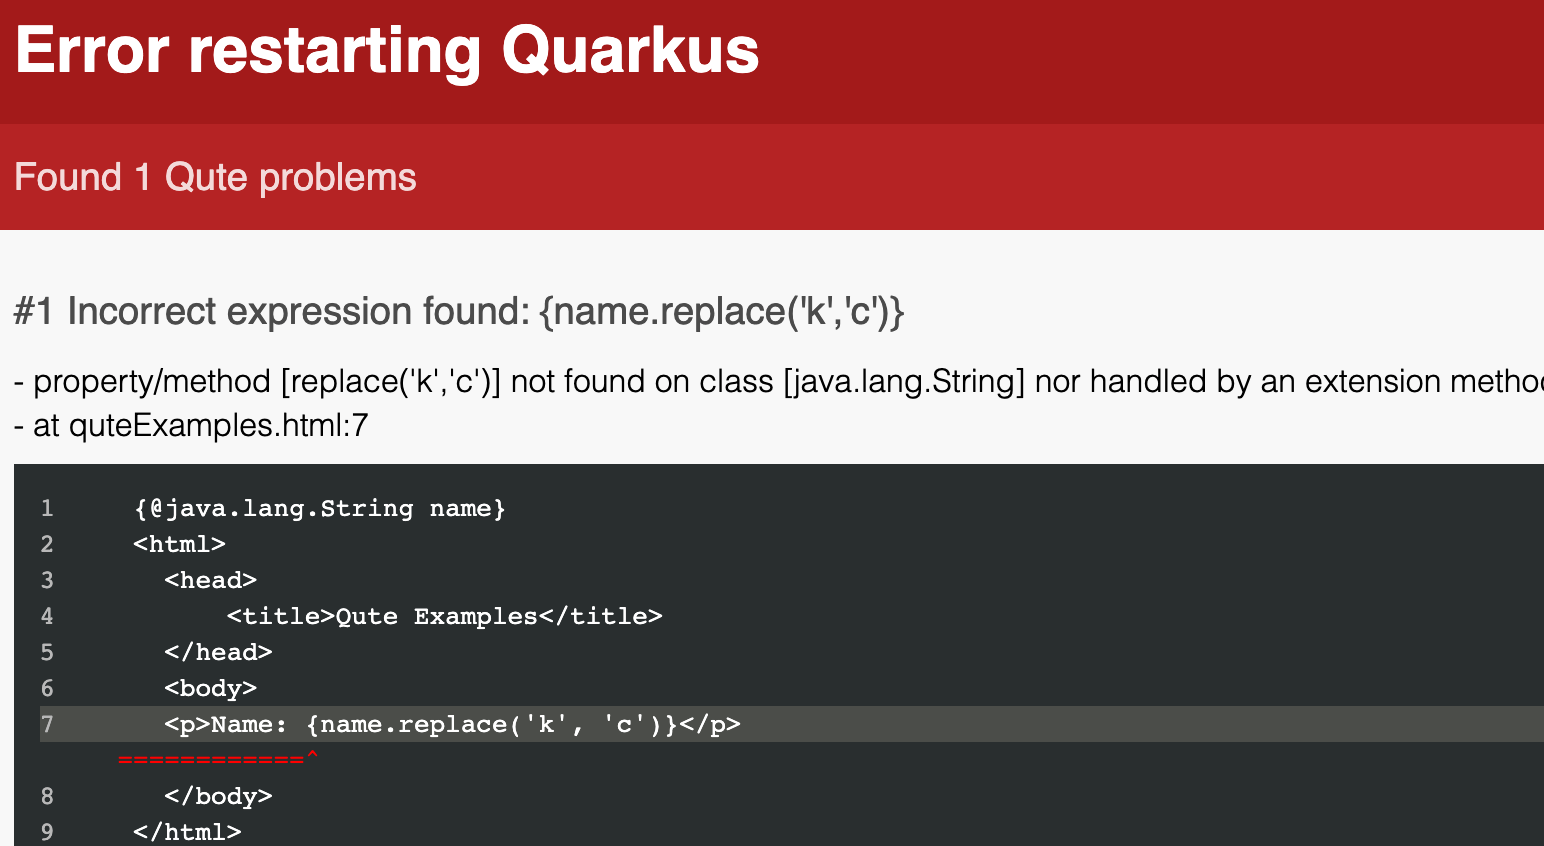 Error restarting Quarkus
Found 1 Qute problems
#1 Incorrect expression found: {name.replace('k','c')}
- property/method [replace('k','c')] not found on class [java.lang.String] nor handled by an extension
- at quteExamples.html:7
1 {@java.lang.String name}
2 <html>
3 <head>
4 <title>Qute Examples</title>
5 </head>
6 <body>
7 <p>Name: {name.replace('k', 'c')}</p>
============^
8 </body>
9 </html>